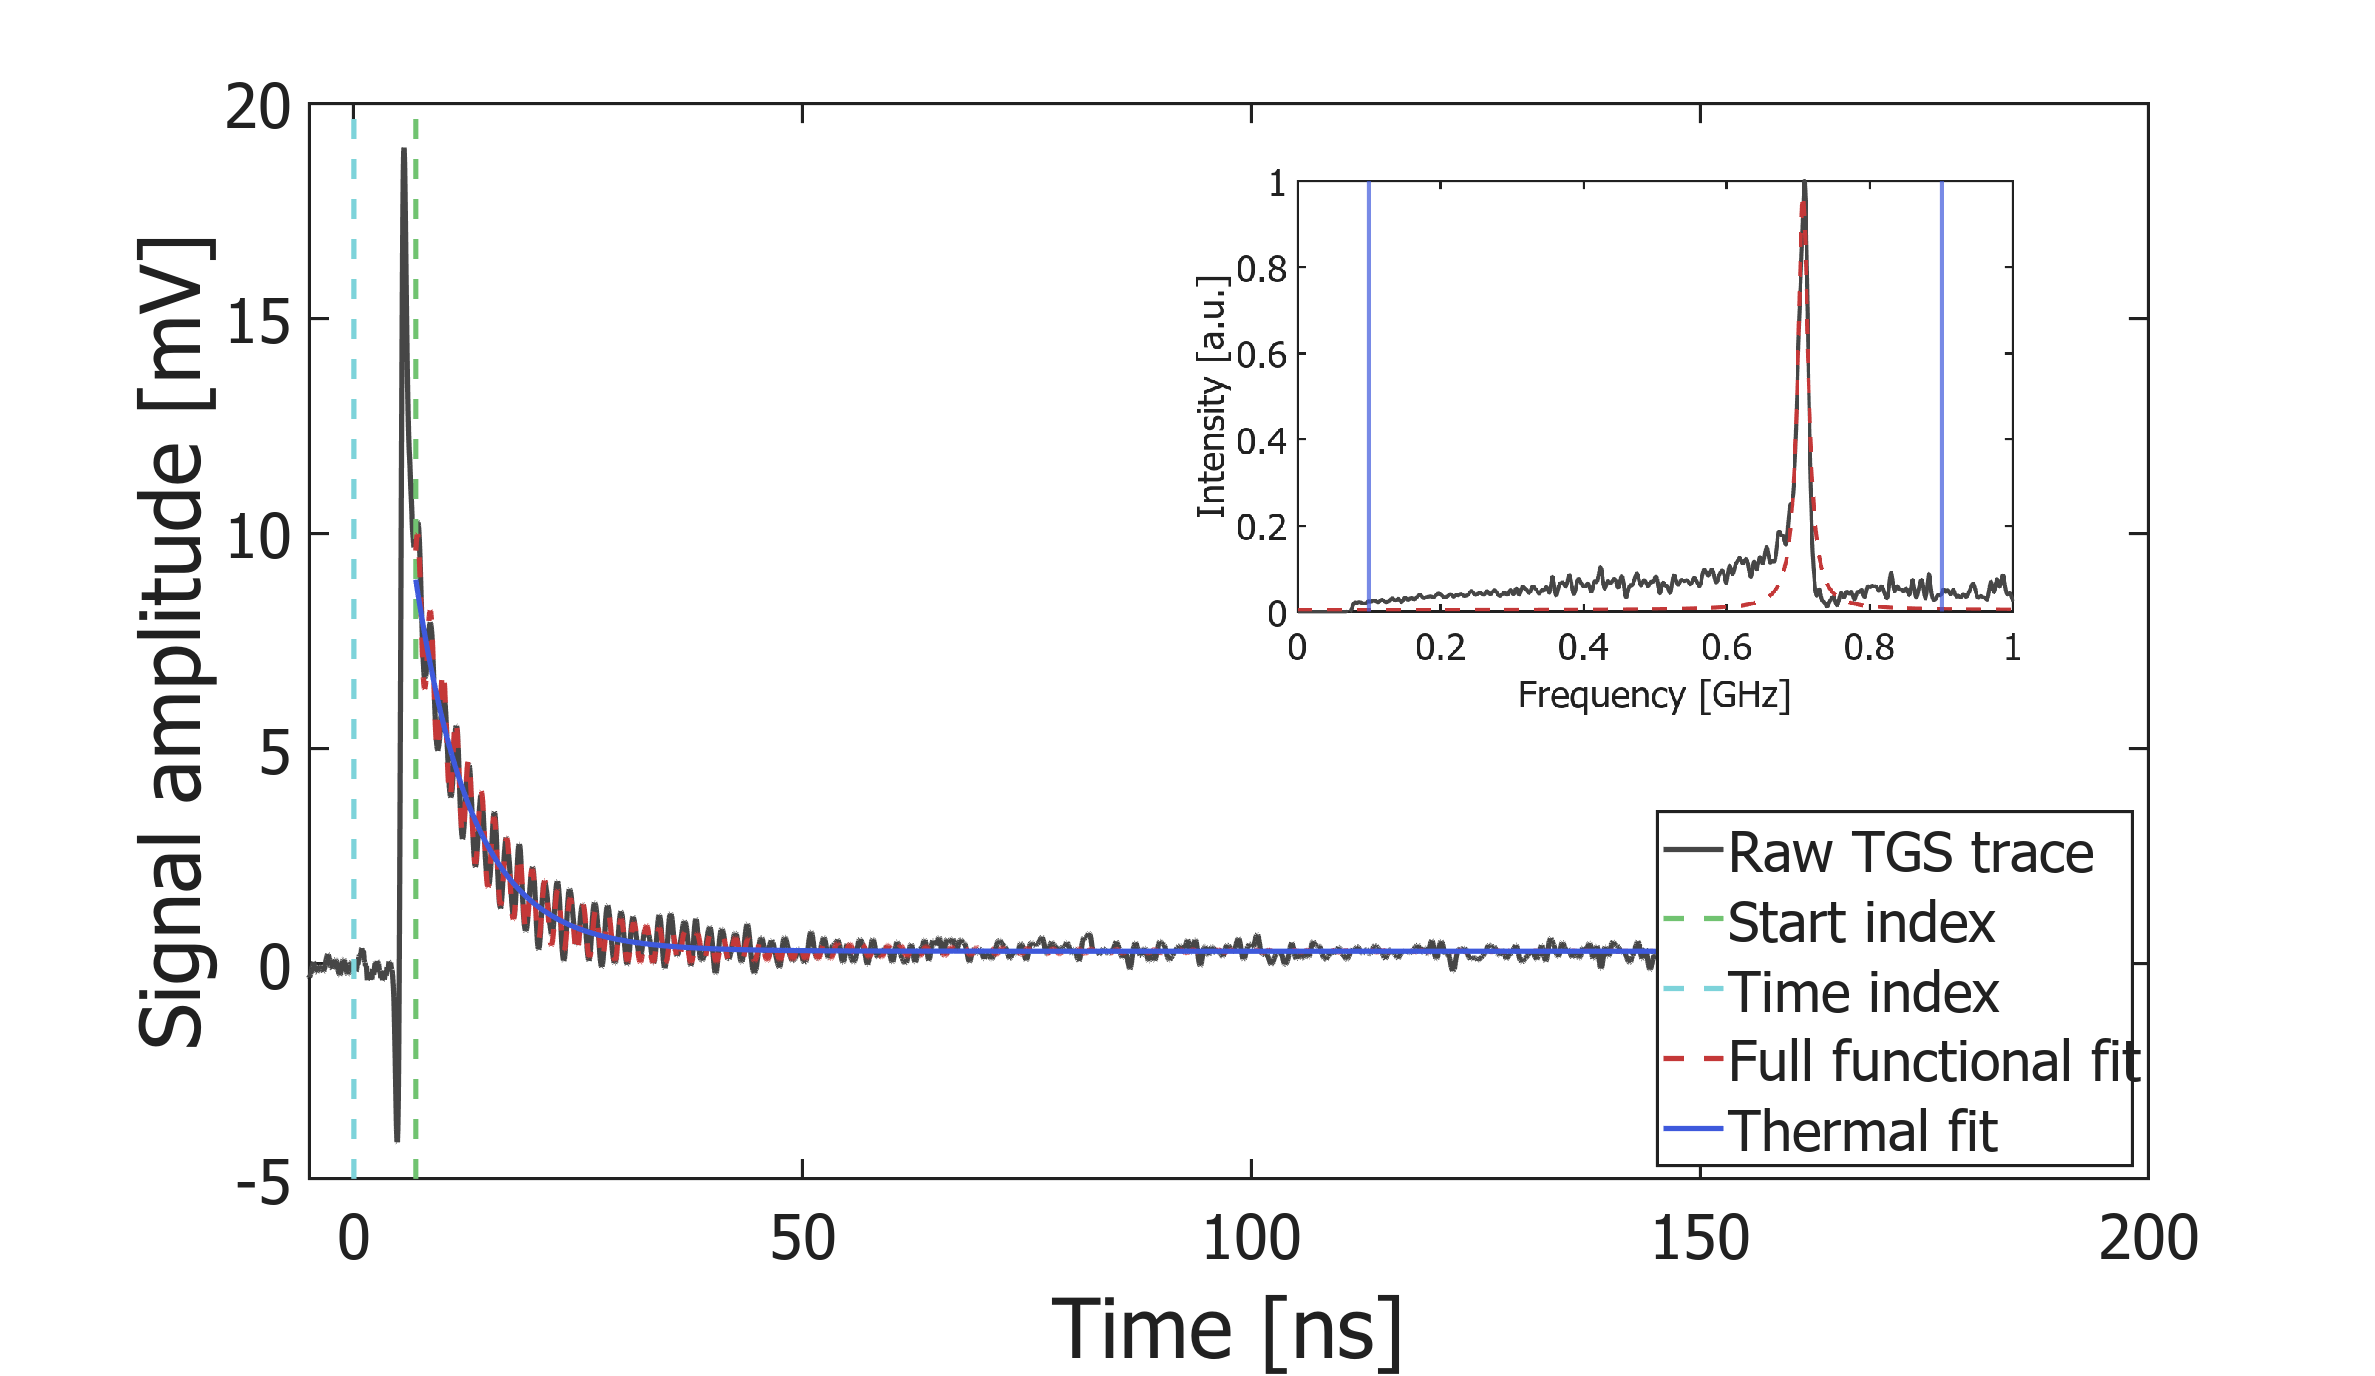 20
15
10
5
0
-5
Signal amplitude [mV]
0
50
100
150
200
Time [ns]
1
0.8
0.6
0.4
0.2
0
Intensity [a.u.]
0
0.2
0.4
0.6
0.8
1
Frequency [GHz]
Raw TGS trace
Start index
Time index
Full functional fit
Thermal fit